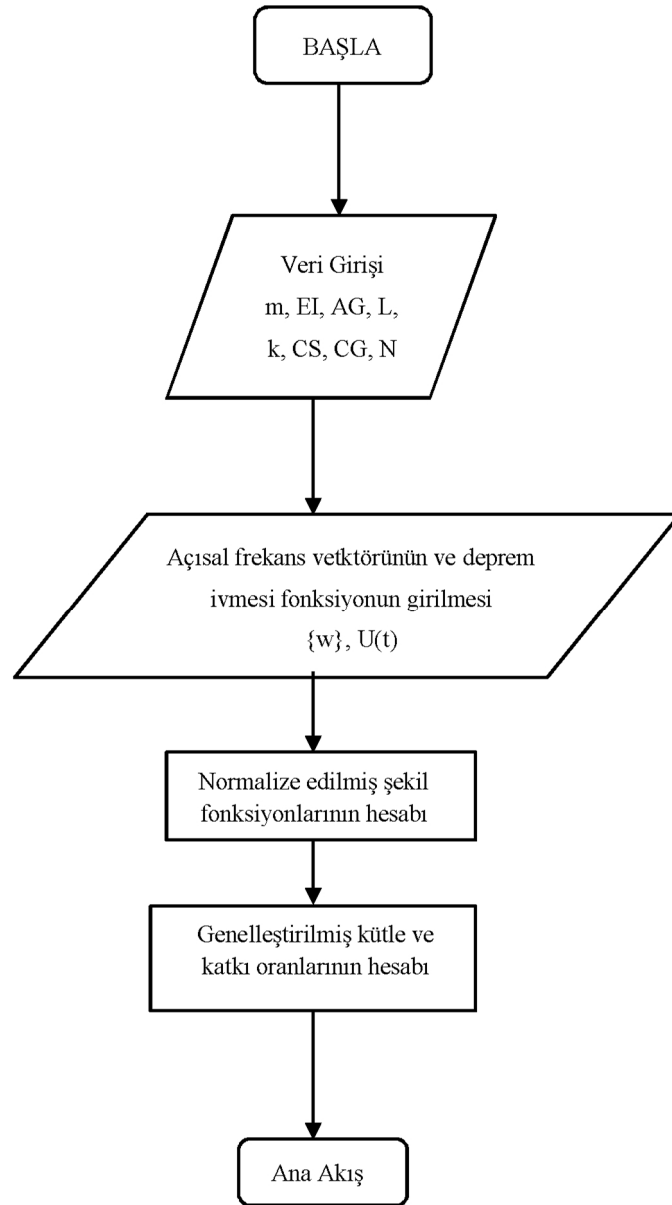 BAŞLA
Veri Girişi
m, EI, AG, L,
k, CS, CG, N
Açısal frekans vetktörünün ve deprem
ivmesi fonksiyonun girilmesi
{w}, U(t)
Normalize edilmiş şekil
fonksiyonlarının hesabı
Genelleştirilmiş kütle ve
katkı oranlarının hesabı
Ana Akış